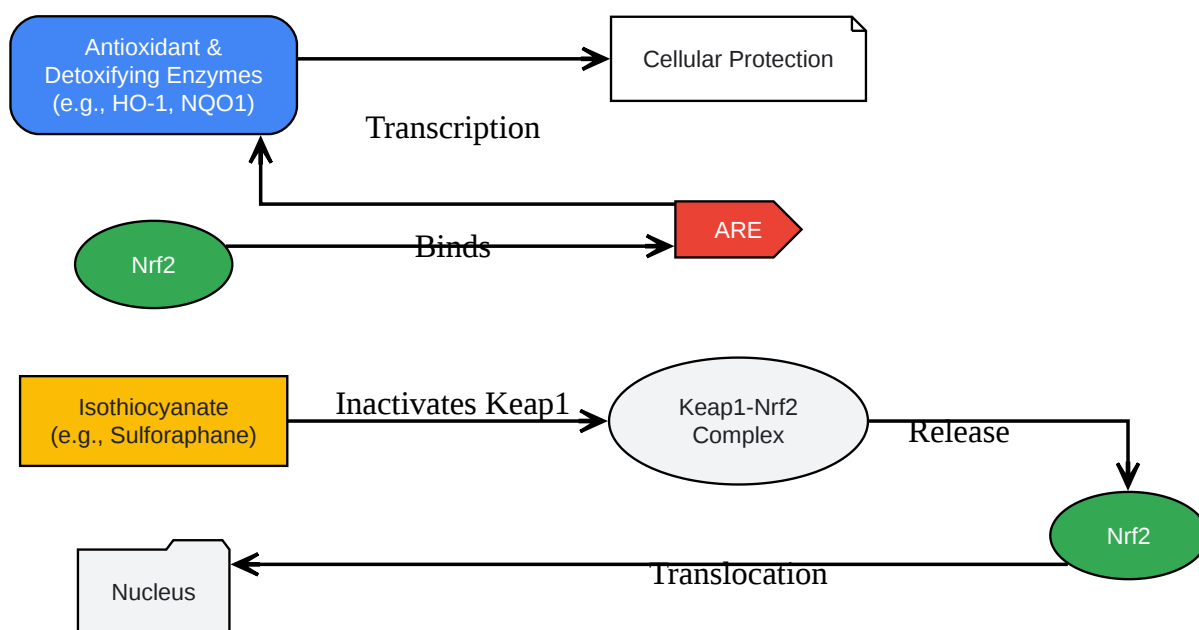 Antioxidant &
Detoxifying Enzymes
(e.g., HO-1, NQO1)
Cellular Protection
Transcription
ARE
Binds
Nrf2
Isothiocyanate
(e.g., Sulforaphane)
Inactivates Keap1
Keap1-Nrf2
Complex
Release
Nrf2
Translocation
Nucleus